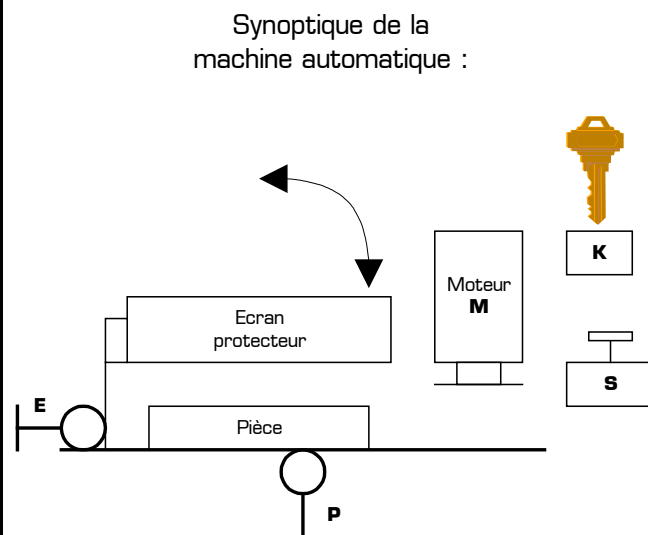 Synoptique de la
machine automatique :
K
Moteur
M
Ecran
protecteur
S
E
Pièce
P